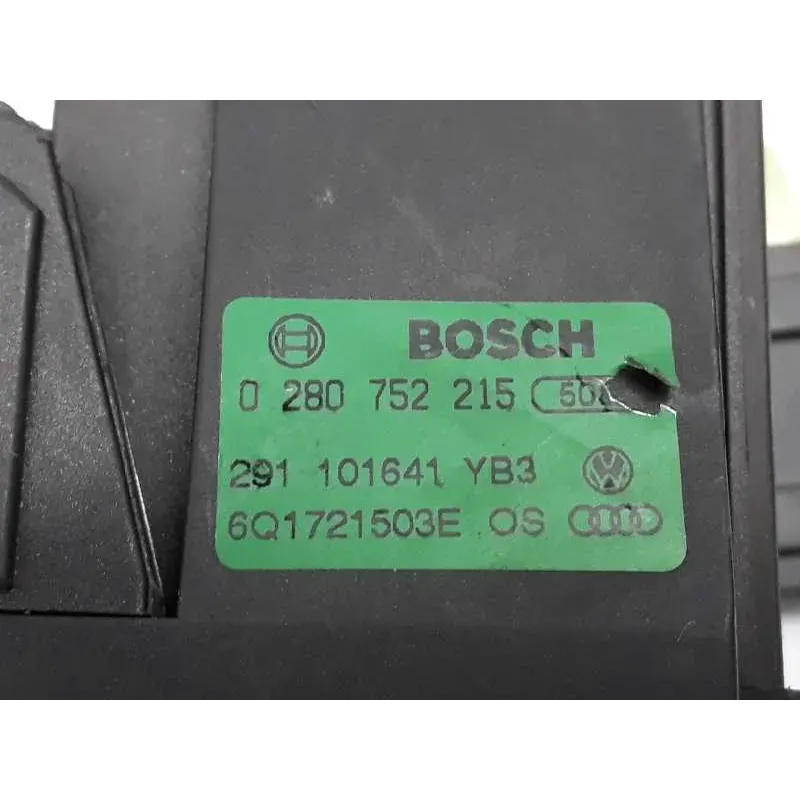 BOSCH
0 280 752 215
291 101641 YB3
6Q1721503E OS